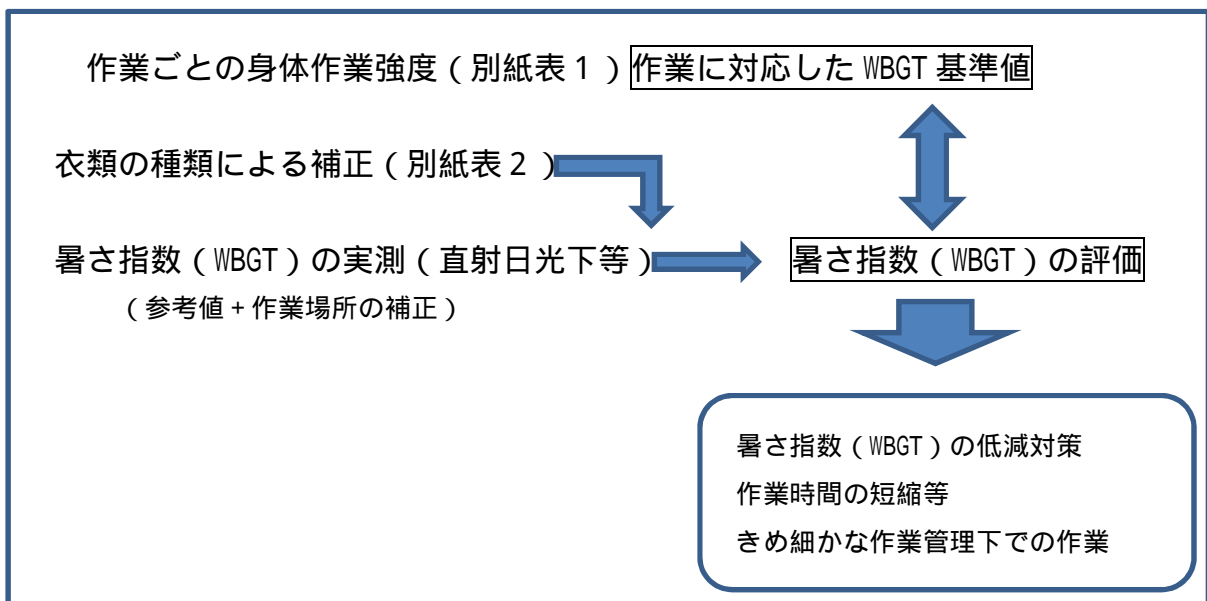 作業ごとの身体作業強度（別紙表１）作業に対応した WBGT 基準値
衣類の種類による補正（別紙表２）
暑さ指数（WBGT）の実測（直射日光下等） 暑さ指数（WBGT）の評価
（参考値＋作業場所の補正）
暑さ指数（WBGT）の低減対策
作業時間の短縮等
きめ細かな作業管理下での作業